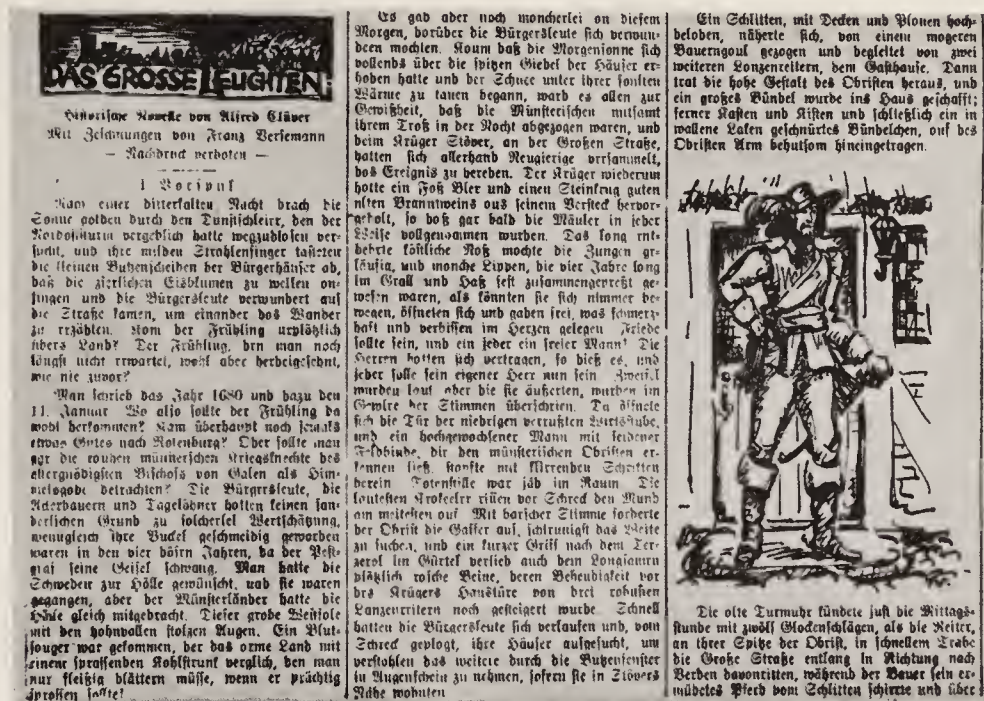 DAS GROSSE LEUCHTEN
Historische Novelle von Alfred Clüver
Mit Zeichnungen von Franz Versemann
— Nachdruck verboten —
1
Nach einer bitterkalten Nacht brach die
Sonne golden durch den Dunstschleier, den der
Nordoststurm vergeblich hatte wegzublasen ver-
sucht, und ihre milden Strahlenfinger tasteten
die kleinen Butzenscheiben der Bürgerhäuser ab,
daß die zierlichen Eisblumen zu welken an-
fingen und die Bürgersleute verwundert auf
die Straße kamen, um einander das Wunder
zu erzählen. Kam der Frühling urplötzlich
übers Land? Der Frühling, den man noch
längst nicht erwartet, wohl aber herbeigesehnt,
wie nie zuvor?
Man schrieb das Jahr 1680 und dazu den
11. Januar. Wo also sollte der Frühling da
wohl herkommen? Kam überhaupt noch jemals
etwas Gutes nach Rotenburg? Oder sollte man
gar die rauhen münnerschen Kriegsknechte des
allergnädigsten Bischofs von Galen als Him-
melsgabe betrachten? Die Bürgersleute, die
Ackerbauern und Tagelöhner hatten keinen son-
derlichen Grund zu solcherlei Wertschätzung,
wenngleich ihre Buckel geschmeidig geworden
waren in den vier bösen Jahren, da der Pest-
graf seine Geißel schwang. Man hatte die
Schweden zur Hölle gewünscht, und sie waren
gegangen, aber der Münsterländer hatte die
Hölle gleich mitgebracht. Dieser grobe Westfale
mit den hohnvollen stolzen Augen. Ein Blut-
sauger war gekommen, der das arme Land mit
einem sprossenden Kohlstrunk verglich, den man
nur fleißig blättern müsse, wenn er prächtig
sprossen sollte!
Es gab aber noch mancherlei an diesem
Morgen, worüber die Bürgersleute sich verwun-
dern mochten. Kaum daß die Morgensonne sich
vollends über die spitzen Giebel der Häuser er-
hoben hatte und der Schnee unter ihrer sanften
Wärme zu tauen begann, ward es allen zur
Gewißheit, daß die Münsterischen mitsamt
ihrem Troß in der Nacht abgezogen waren, und
beim Krüger Stöver, an der Großen Straße,
hatten sich allerhand Neugierige versammelt,
das Ereignis zu bereden. Der Krüger wiederum
hatte ein Faß Bier und einen Steinkrug guten
alten Branntweins aus seinem Versteck hervor-
geholt, so daß gar bald die Mäuler in jeder
Weise vollgenommen wurden. Das lang ent-
behrte köstliche Naß machte die Zungen ge-
läufig, und manche Lippen, die vier Jahre lang
im Groll und Haß fest zusammengepreßt ge-
wesen waren, als könnten sie sich nimmer be-
wegen, öffneten sich und gaben frei, was schmerz-
haft und verbissen im Herzen gelegen. Friede
sollte sein, und ein jeder ein freier Mann! Die
Herren hatten sich vertragen, so hieß es, und
jeder solle sein eigener Herr nun sein. Zweifel
wurden laut, aber die sie äußerten, wurden im
Gewirre der Stimmen überschrien. Da öffnete
sich die Tür der niedrigen verrußten Wirtsstube,
und ein hochgewachsener Mann mit seidener
Feldbinde, die den münsterischen Obristen er-
kennen ließ, stapfte mit klirrenden Schritten
herein. Totenstille war jäh im Raum. Die
lautesten Krakeeler rissen vor Schreck den Mund
am weitesten auf. Mit barscher Stimme forderte
der Obrist die Gaffer auf, schleunigst das Weite
zu suchen, und ein kurzer Griff nach dem Ter-
zerol im Gürtel verlieh auch dem Langsamen
plötzlich rasche Beine, deren Behendigkeit vor
des Krügers Haustüre von drei robusten
Lanzenreitern noch gesteigert wurde. Schnell
hatten die Bürgersleute sich verlaufen und, vom
Schreck geplagt, ihre Häuser aufgesucht, um
verstohlen das weitere durch die Butzenfenster
in Augenschein zu nehmen, sofern sie in Stövers
Nähe wohnten.
Ein Schlitten, mit Decken und Planen hoch-
beladen, näherte sich, von einem mageren
Bauerngaul gezogen und begleitet von zwei
weiteren Lanzenreitern, dem Gasthause. Dann
trat die hohe Gestalt des Obristen heraus, und
ein großes Bündel wurde ins Haus geschafft;
ferner Kasten und Kisten und schließlich ein in
wollene Laken geschnürtes Bündelchen, auf des
Obristen Arm behutsam hineingetragen.
Die alte Turmuhr kündete just die Mittags-
stunde mit zwölf Glockenschlägen, als die Reiter,
an ihrer Spitze der Obrist, in schnellem Trabe
die Große Straße entlang in Richtung nach
Verden davonritten, während der Bauer sein er-
müdetes Pferd vom Schlitten schirrte und über